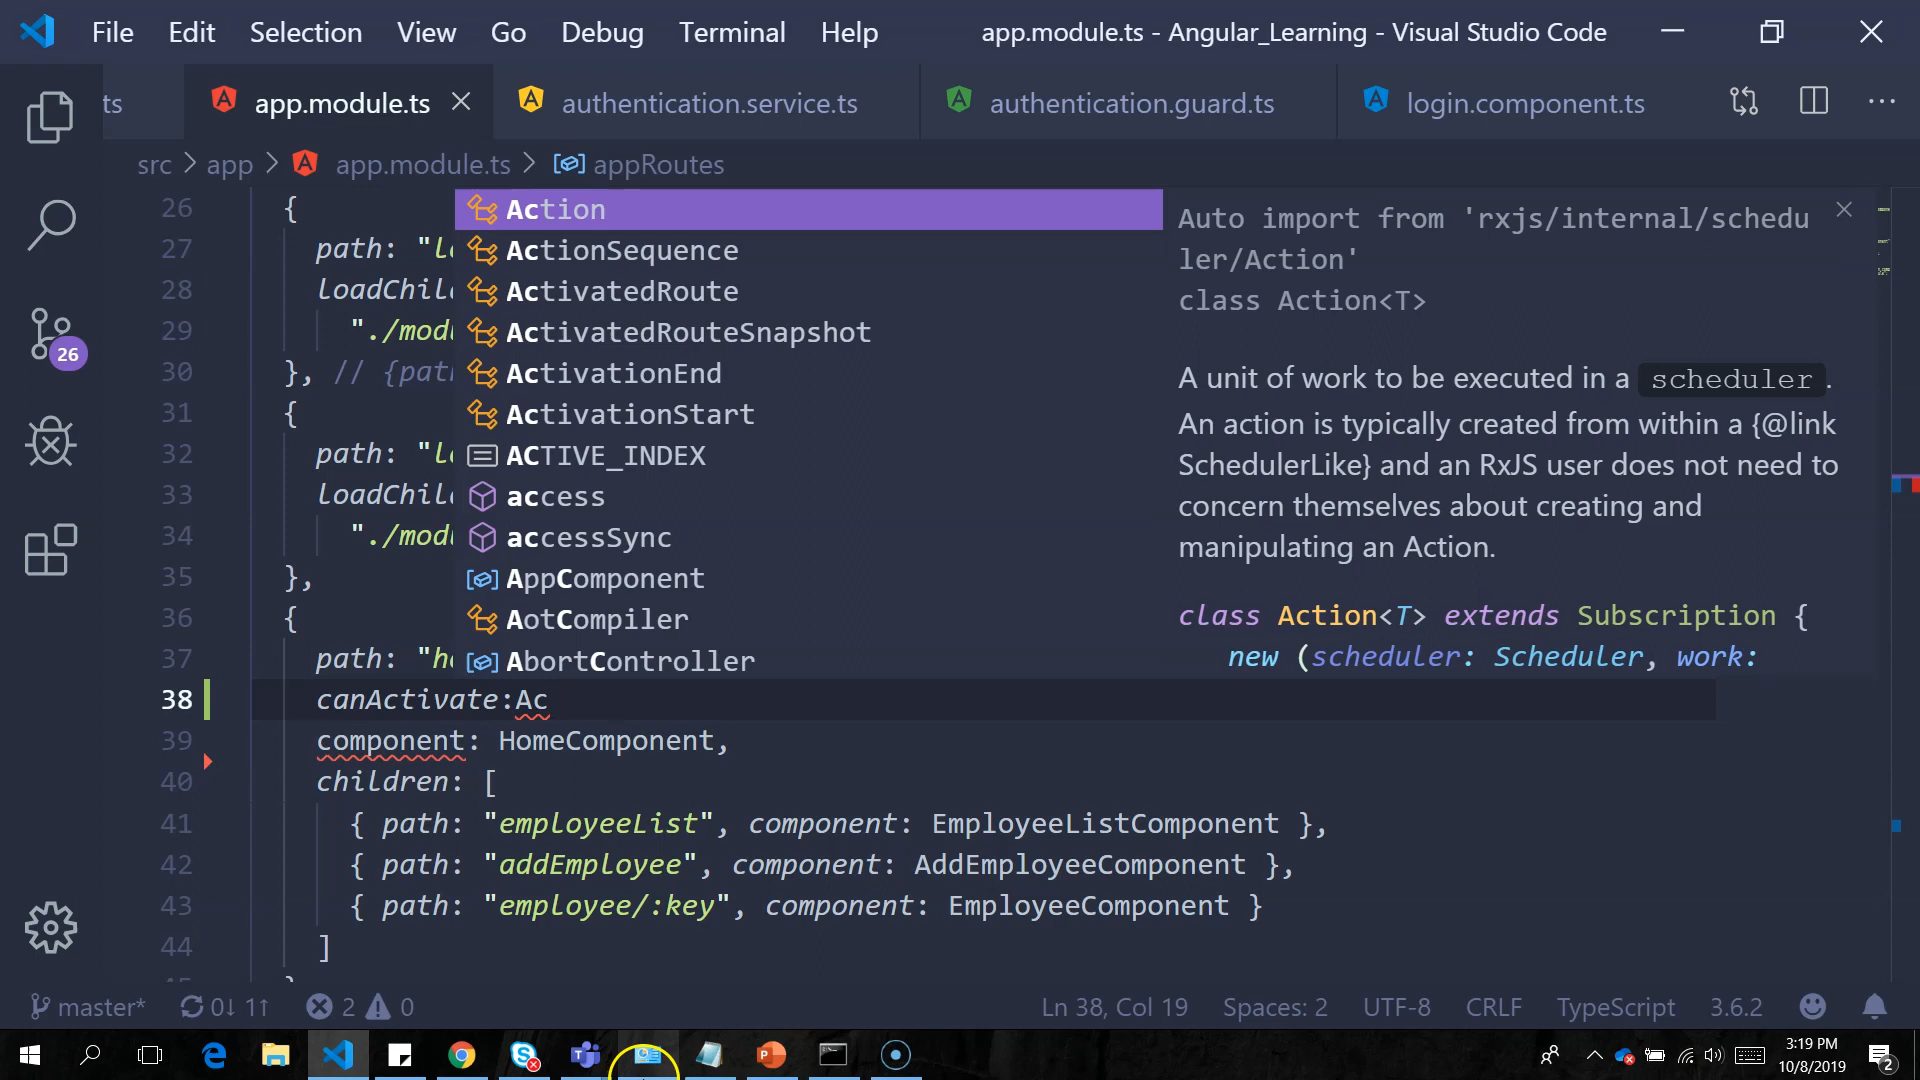 File Edit Selection View Go Debug Terminal Help app.module.ts - Angular_Learning - Visual Studio Code
ts app.module.ts authentication.service.ts authentication.guard.ts login.component.ts
src > app > app.module.ts > appRoutes
26 {
27 path: "l
28 loadChil
29 "./modu
30 }, // {path
31 {
32 path: "l
33 loadChil
34 "./modu
35 },
36 {
37 path: "h
38 canActivate:Ac
39 component: HomeComponent,
40 children: [
41 { path: "employeeList", component: EmployeeListComponent },
42 { path: "addEmployee", component: AddEmployeeComponent },
43 { path: "employee/:key", component: EmployeeComponent }
44 ]
Action
ActionSequence
ActivatedRoute
ActivatedRouteSnapshot
ActivationEnd
ActivationStart
ACTIVE_INDEX
access
accessSync
AppComponent
AotCompiler
AbortController
Auto import from 'rxjs/internal/schedu
ler/Action'
class Action<T>
A unit of work to be executed in a scheduler.
An action is typically created from within a {@link
SchedulerLike} and an RxJS user does not need to
concern themselves about creating and
manipulating an Action.
class Action<T> extends Subscription {
new (scheduler: Scheduler, work:
26
master* 0↓ 1↑ 2 0 Ln 38, Col 19 Spaces: 2 UTF-8 CRLF TypeScript 3.6.2
3:19 PM
10/8/2019
2